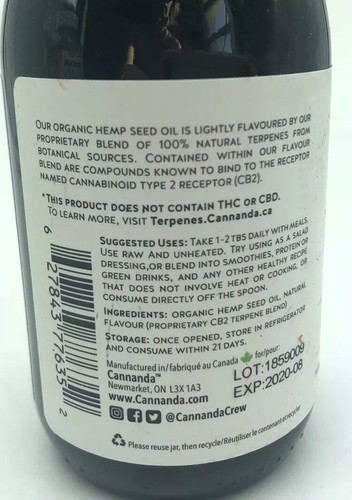 OUR ORGANIC HEMP SEED OIL IS LIGHTLY FLAVOURED BY OUR
PROPRIETARY BLEND OF 100% NATURAL TERPENES FROM
BOTANICAL SOURCES. CONTAINED WITHIN OUR FLAVOUR
BLEND ARE COMPOUNDS KNOWN TO BIND TO THE RECEPTOR
NAMED CANNABINOID TYPE 2 RECEPTOR (CB2).
*THIS PRODUCT DOES NOT CONTAIN THC OR CBD.
TO LEARN MORE, VISIT Terpenes.Cannanda.ca
SUGGESTED USES: TAKE 1-2 TBS DAILY WITH MEALS.
USE RAW AND UNHEATED. TRY USING AS A SALAD
DRESSING, OR BLEND INTO SMOOTHIES, PROTEIN OR
GREEN DRINKS, AND ANY OTHER HEALTHY RECIPE
THAT DOES NOT INVOLVE HEAT OR COOKING, OR
CONSUME DIRECTLY OFF THE SPOON.
INGREDIENTS: ORGANIC HEMP SEED OIL, NATURAL
FLAVOUR (PROPRIETARY CB2 TERPENE BLEND)
STORAGE: ONCE OPENED, STORE IN REFRIGERATOR
AND CONSUME WITHIN 21 DAYS.
Manufactured in/fabriqué au Canada for/pour:
Cannanda™
Newmarket, ON L3X 1A3
www.Cannanda.com
@CannandaCrew
LOT:1859009
EXP:2020-08
6 27843 77635 2
Please reuse jar, then recycle/Réutiliser le contenant et recycler